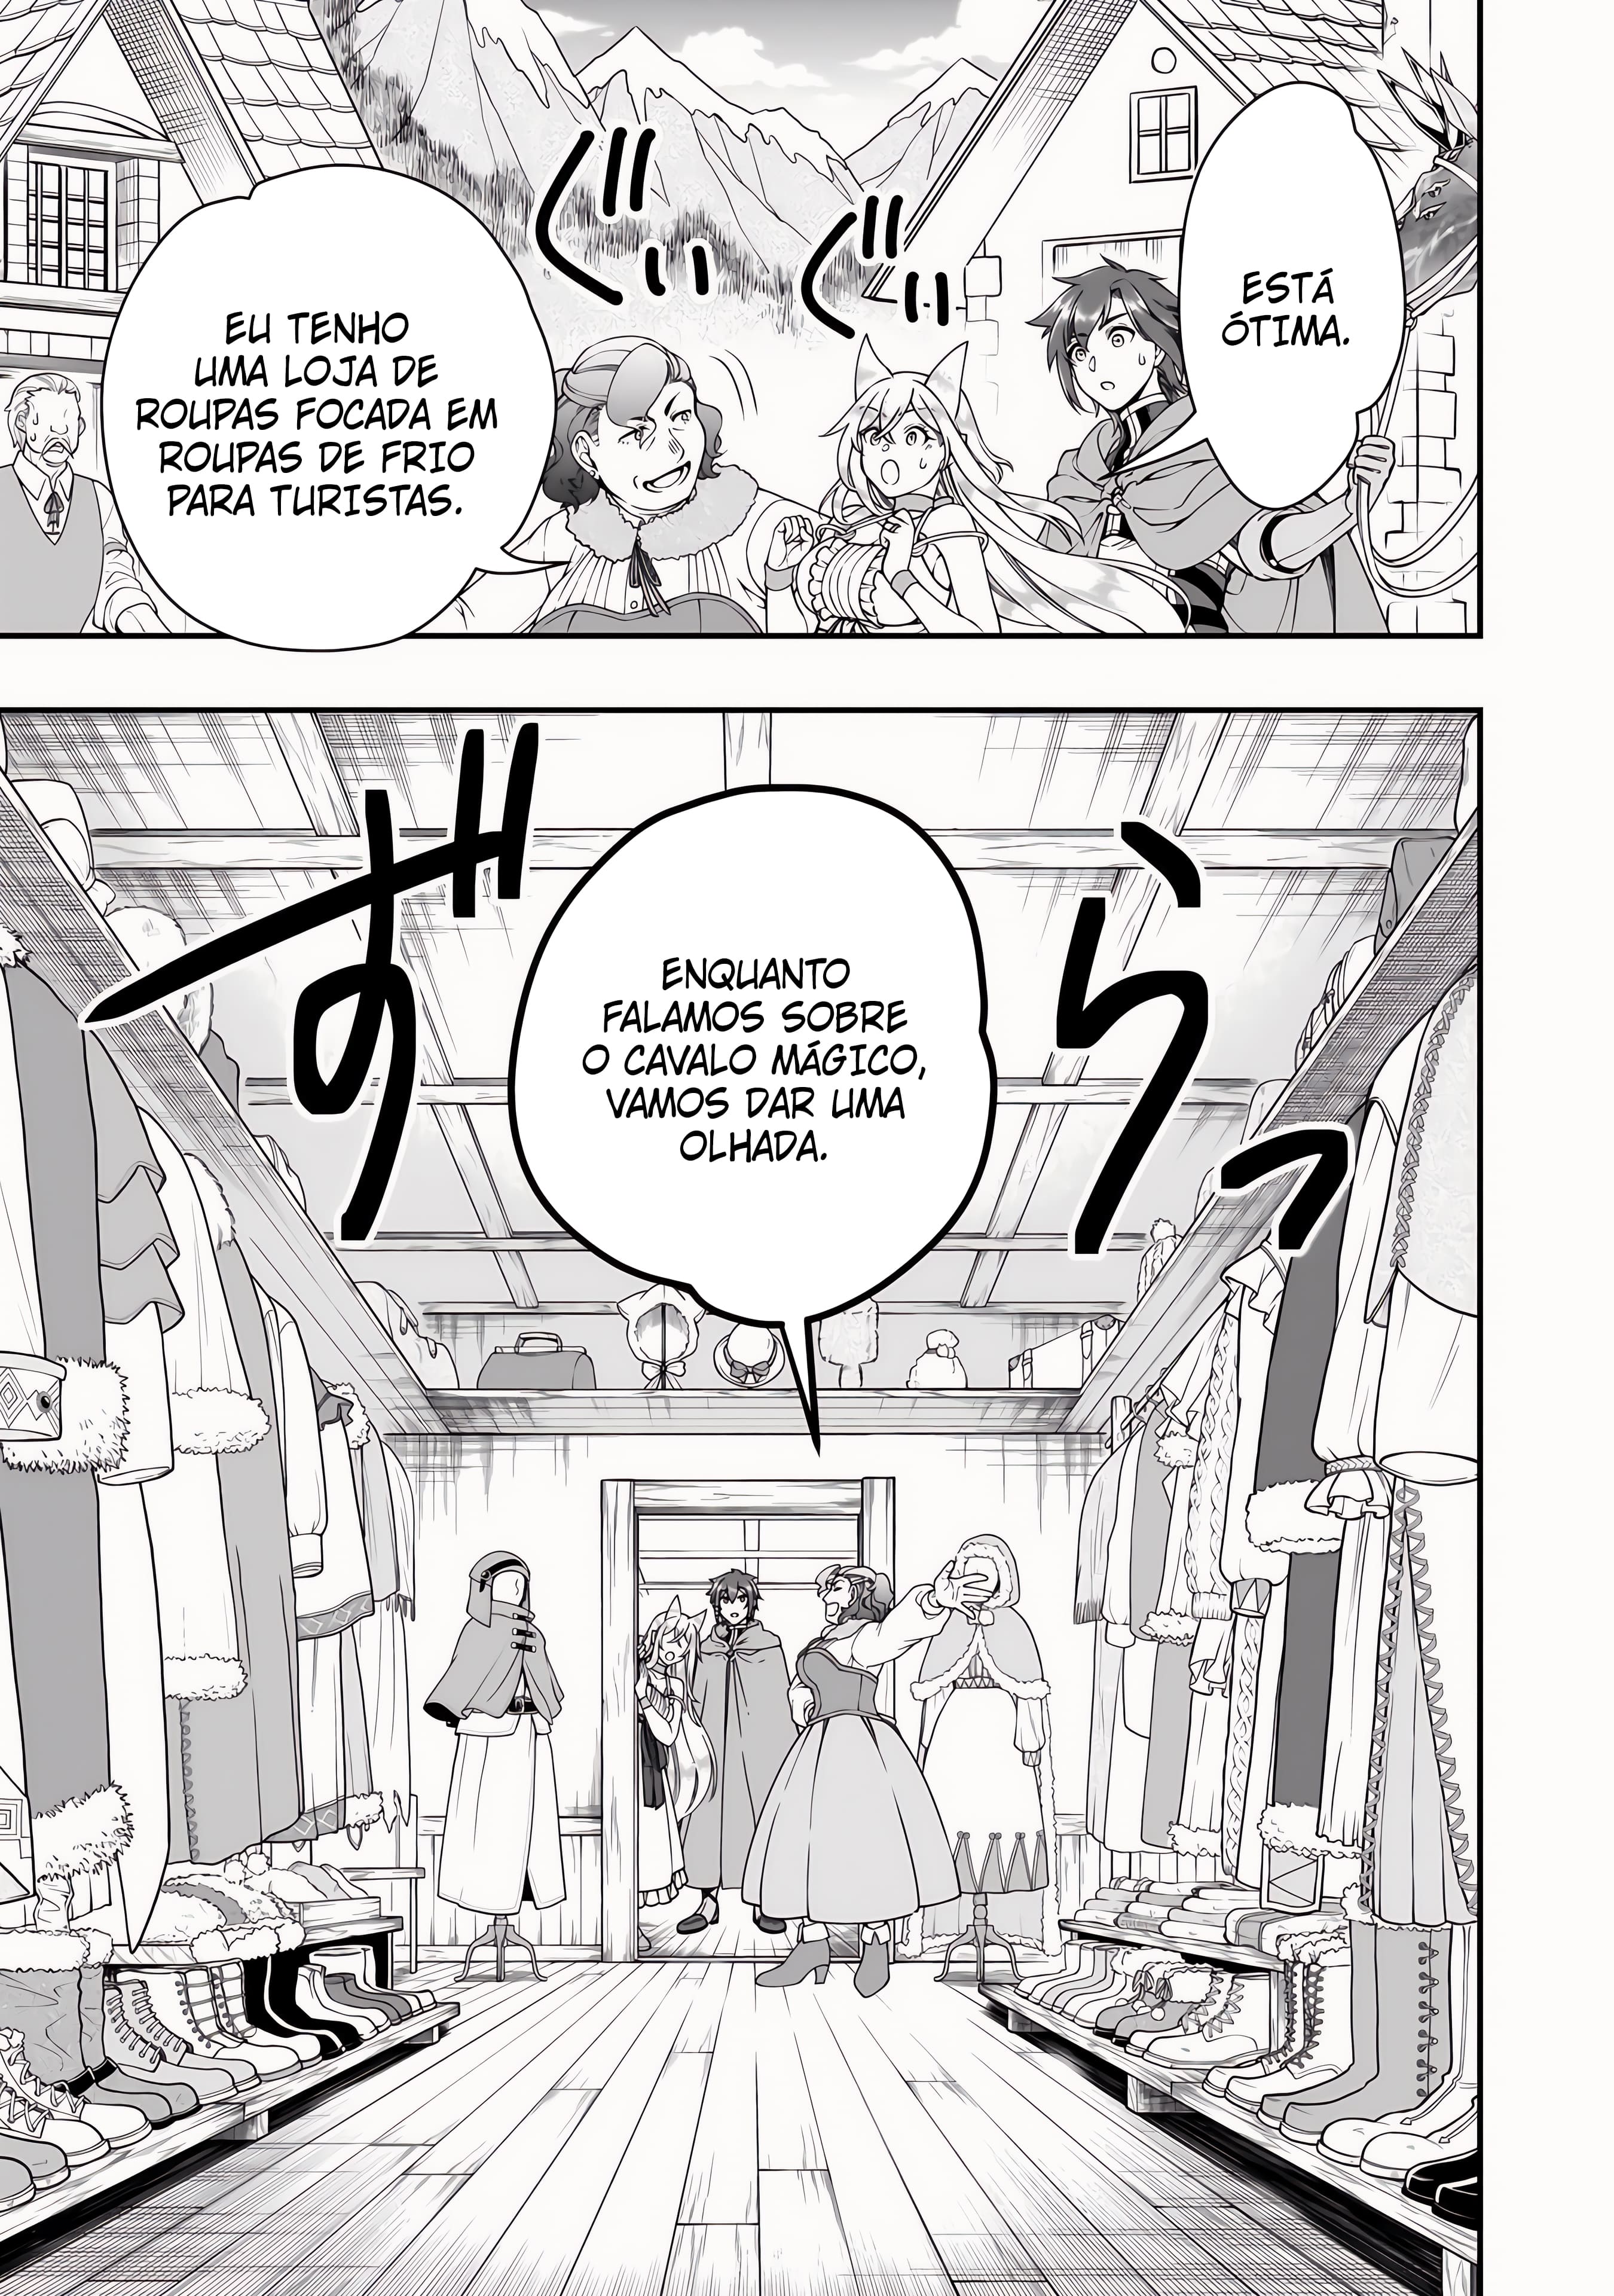 ESTÁ
ÓTIMA.
ぐい
ぐい
EU TENHO
UMA LOJA DE
ROUPAS FOCADA EM
ROUPAS DE FRIO
PARA TURISTAS.
ENQUANTO
FALAMOS SOBRE
O CAVALO MÁGICO,
VAMOS DAR UMA
OLHADA.
ずらっ